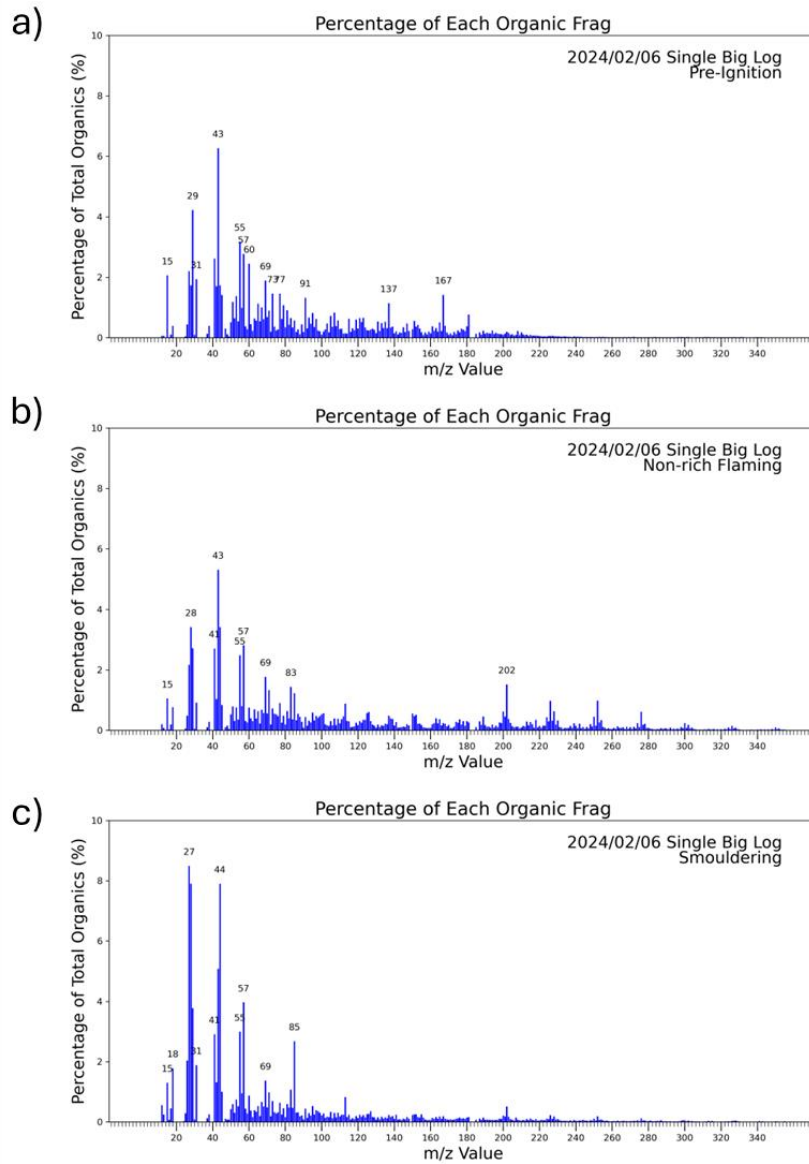 a)
Percentage of Each Organic Frag
2024/02/06 Single Big Log
Pre-Ignition
Percentage of Total Organics (%)
10
8
6
4
2
0
43
29
55
57
60
15
31
69
73
77
91
137
167
20 40 60 80 100 120 140 160 180 200 220 240 260 280 300 320 340
m/z Value
b)
Percentage of Each Organic Frag
2024/02/06 Single Big Log
Non-rich Flaming
Percentage of Total Organics (%)
10
8
6
4
2
0
43
28
57
41
55
69
83
15
202
20 40 60 80 100 120 140 160 180 200 220 240 260 280 300 320 340
m/z Value
c)
Percentage of Each Organic Frag
2024/02/06 Single Big Log
Smouldering
Percentage of Total Organics (%)
10
8
6
4
2
0
27
44
57
41
55
85
18
31
15
69
20 40 60 80 100 120 140 160 180 200 220 240 260 280 300 320 340
m/z Value